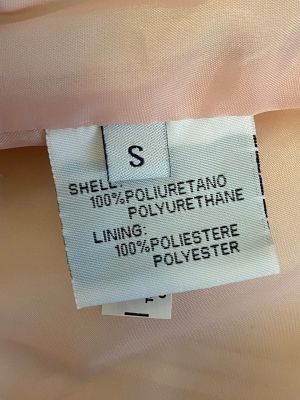 S
SHELL:
100%POLIURETANO
POLYURETHANE
LINING:
100%POLIESTERE
POLYESTER